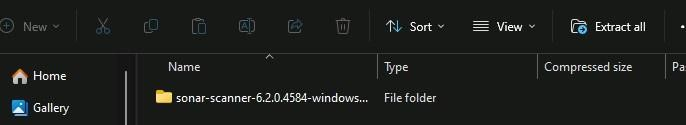 New
Sort
View
Extract all
Home
Gallery
Name
Type
Compressed size
Pa
sonar-scanner-6.2.0.4584-windows...
File folder